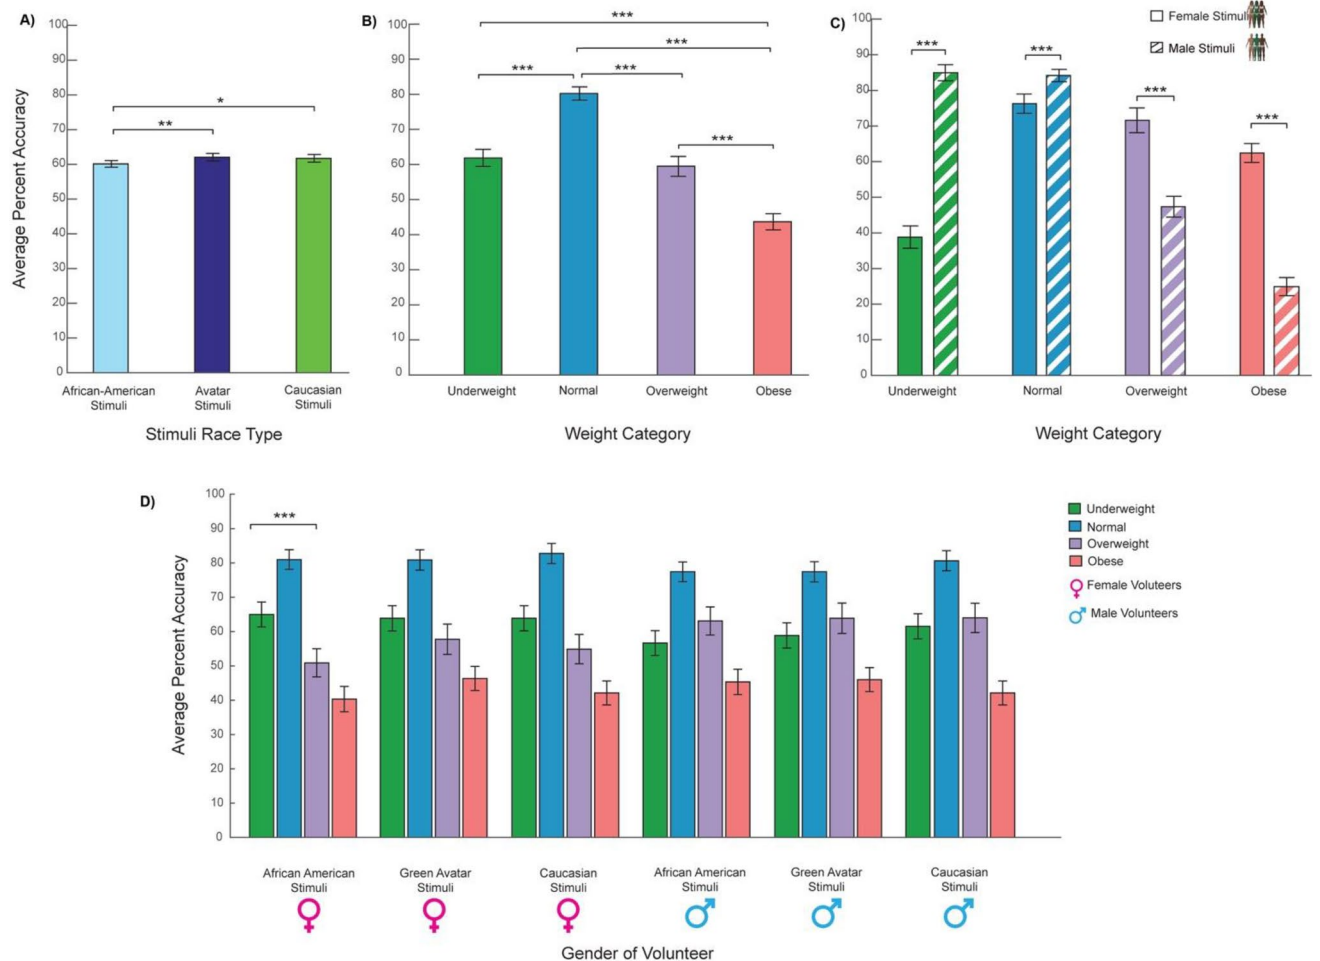 A)
Average Percent Accuracy
100
90
80
70
60
50
40
30
20
10
0
*
**
African-American
Stimuli
Avatar
Stimuli
Caucasian
Stimuli
Stimuli Race Type
B)
100
90
80
70
60
50
40
30
20
10
0
***
***
***
***
***
Underweight
Normal
Overweight
Obese
Weight Category
C)
100
90
80
70
60
50
40
30
20
10
0
***
***
***
***
Female Stimuli
Male Stimuli
Underweight
Normal
Overweight
Obese
Weight Category
D)
Average Percent Accuracy
100
90
80
70
60
50
40
30
20
10
0
***
Underweight
Normal
Overweight
Obese
Female Voluteers
Male Volunteers
African American
Stimuli
Green Avatar
Stimuli
Caucasian
Stimuli
African American
Stimuli
Green Avatar
Stimuli
Caucasian
Stimuli
Gender of Volunteer